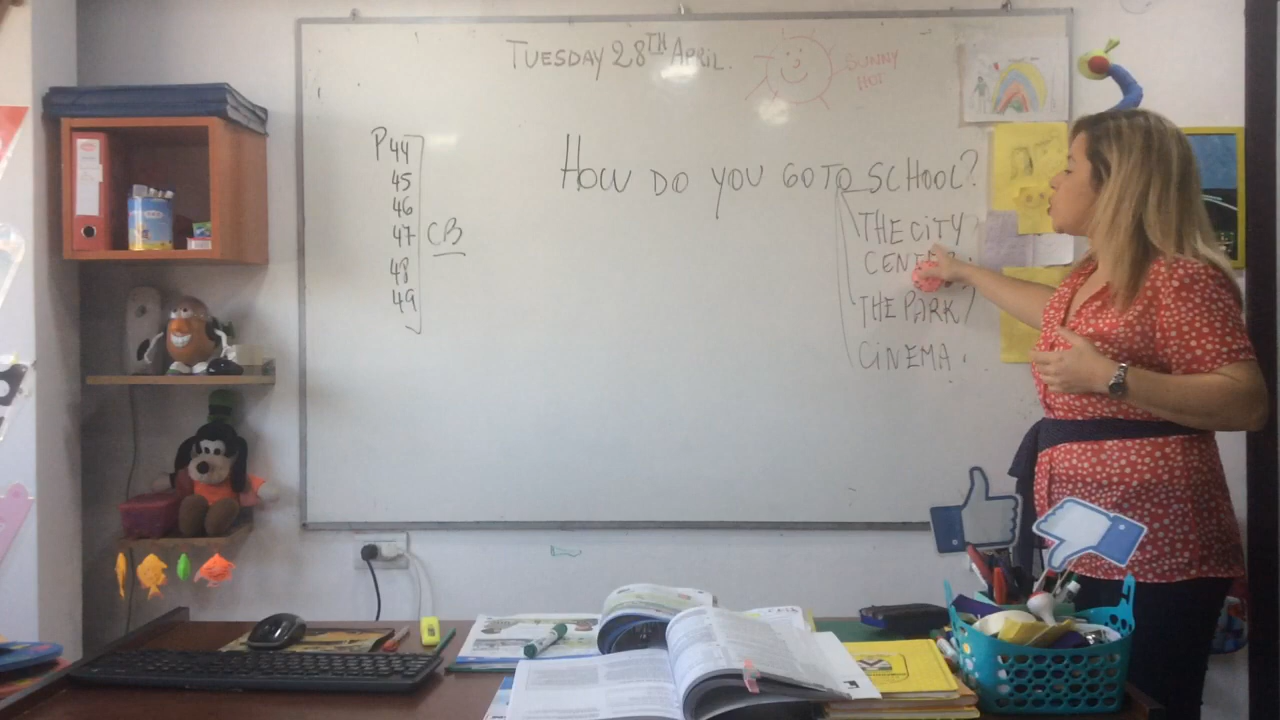 TUESDAY 28TH APRIL.
SUNNY
HOT
P44
45
46
47
48
49
CB
HOW DO YOU GO TO SCHOOL?
THE CITY
THE PARK?
CINEMA.